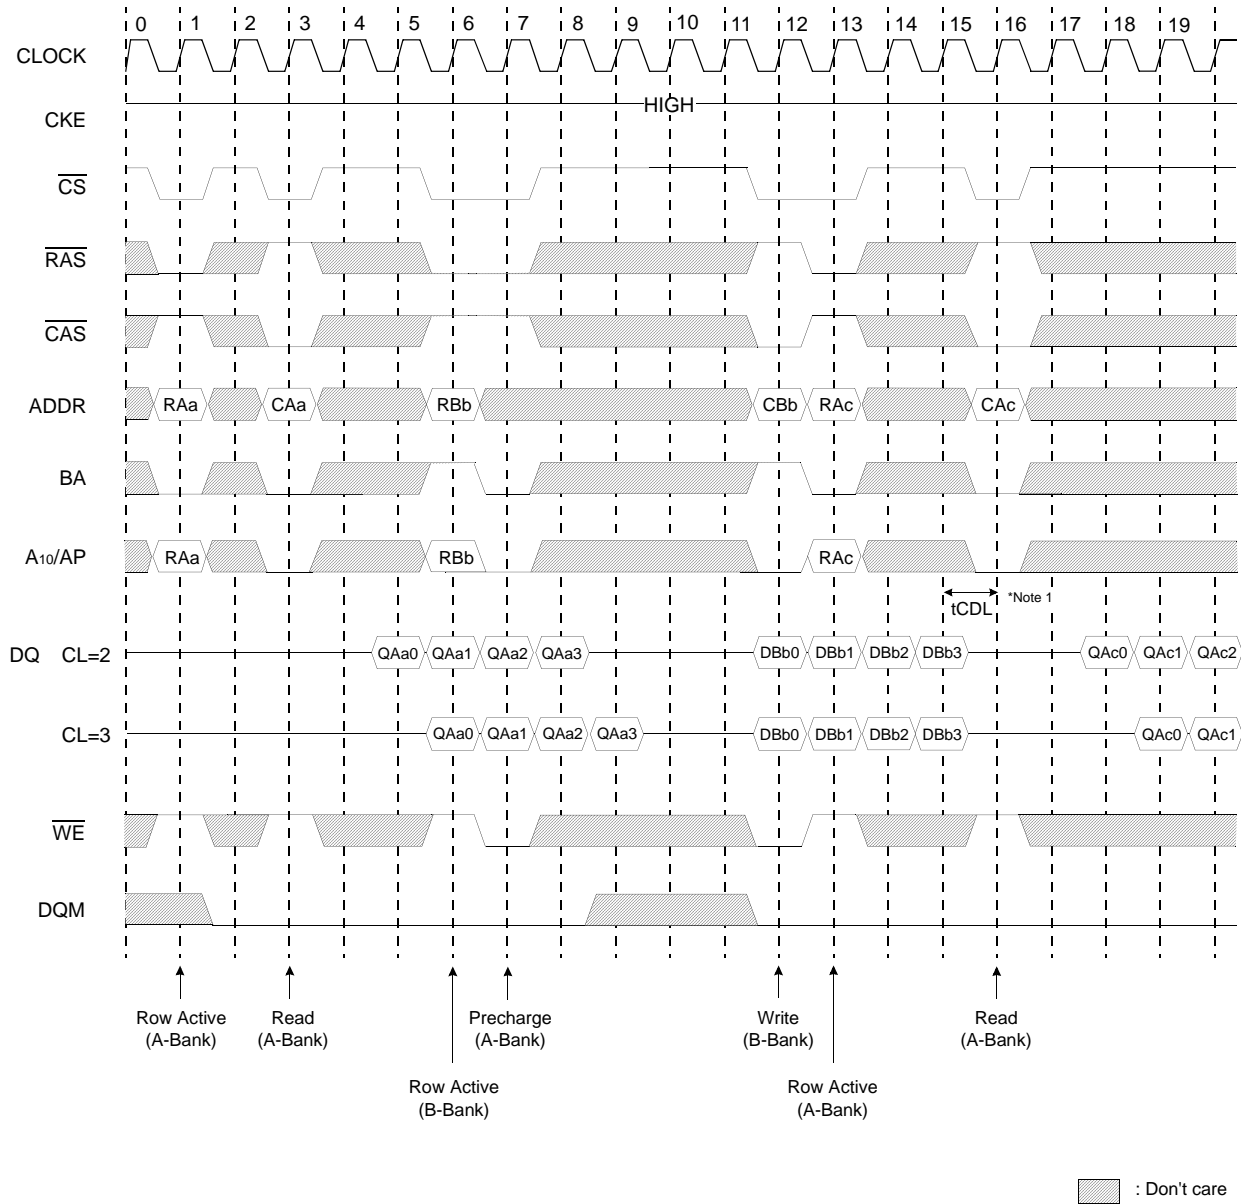 0 1 2 3 4 5 6 7 8 9 10 11 12 13 14 15 16 17 18 19
CLOCK
HIGH
CKE
CS
RAS
CAS
ADDR RAa CAa RBb CBb RAc CAc
BA
A10/AP RAa RBb RAc
tCDL *Note 1
DQ CL=2 QAa0 QAa1 QAa2 QAa3 DBb0 DBb1 DBb2 DBb3 QAc0 QAc1 QAc2
CL=3 QAa0 QAa1 QAa2 QAa3 DBb0 DBb1 DBb2 DBb3 QAc0 QAc1
WE
DQM
Row Active
(A-Bank)
Read
(A-Bank)
Precharge
(A-Bank)
Write
(B-Bank)
Read
(A-Bank)
Row Active
(B-Bank)
Row Active
(A-Bank)
: Don't care